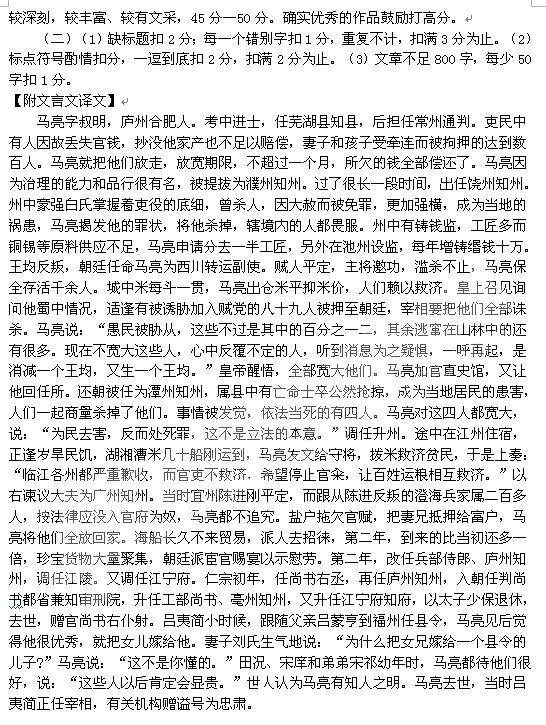 较深刻，较丰富、较有文采，45 分—50 分。确实优秀的作品鼓励打高分。
（二）（1）缺标题扣 2 分；每一个错别字扣 1 分，重复不计，扣满 3 分为止。（2）
标点符号酌情扣分，一逗到底扣 2 分，扣满 2 分为止。（3）文章不足 800 字，每少 50
字扣 1 分。
【附文言文译文】
马亮字叔明，庐州合肥人。考中进士，任芜湖县知县，后担任常州通判。吏民中
有人因故丢失官钱，抄没他家产也不足以赔偿，妻子和孩子受牵连而被拘押的达到数
百人。马亮就把他们放走，放宽期限，不超过一个月，所欠的钱全部偿还了。马亮因
为治理的能力和品行很有名，被提拔为濮州知州。过了很长一段时间，出任饶州知州。
州中豪强白氏掌握着吏役的底细，曾杀人，因大赦而被免罪，更加强横，成为当地的
祸患，马亮揭发他的罪状，将他杀掉，辖境内的人都畏服。州中有铸钱监，工匠多而
铜锡等原料供应不足，马亮申请分去一半工匠，另外在池州设监，每年增铸缗钱十万。
王均反叛，朝廷任命马亮为西川转运副使。贼人平定，主将邀功，滥杀不止，马亮保
全存活千余人。城中米每斗一贯，马亮出仓米平抑米价，人们赖以救济。皇上召见询
问他蜀中情况，适逢有被诱胁加入贼党的八十九人被押至朝廷，宰相要把他们全部诛
杀。马亮说：“愚民被胁从，这些不过是其中的百分之一二，其余逃窜在山林中的还
有很多。现在不宽大这些人，心中反覆不定的人，听到消息为之疑惧，一呼再起，是
消减一个王均，又生一个王均。”皇帝醒悟，全部宽大他们。马亮加官直史馆，又让
他回任所。还朝被任为潭州知州，属县中有亡命士卒公然抢掠，成为当地居民的患害，
人们一起商量杀掉了他们。事情被发觉，依法当死的有四人。马亮对这四人都宽大，
说：“为民去害，反而处死罪，这不是立法的本意。”调任升州。途中在江州住宿，
正逢岁旱民饥，湖湘漕米几十船刚运到，马亮发文给守将，拨米救济贫民，于是上奏：
“临江各州都严重歉收，而官吏不救济，希望停止官籴，让百姓运粮相互救济。”以
右谏议大夫为广州知州。当时宜州陈进刚平定，而跟从陈进反叛的澄海兵家属二百多
人，按法律应没入官府为奴，马亮都不追究。盐户拖欠官赋，把妻儿抵押给富户，马
亮将他们全放回家。海船长久不来贸易，派人去招徕，第二年，到来的比当初还多一
倍，珍宝货物大量聚集，朝廷派宦官赐宴以示慰劳。第二年，改任兵部侍郎、庐州知
州，调任江陵。又调任江宁府。仁宗初年，任尚书右丞，再任庐州知州，入朝任判尚
书都省兼知审刑院，升任工部尚书、亳州知州，又升任江宁府知府，以太子少保退休，
去世，赠官尚书右仆射。吕夷简小时候，跟随父亲吕蒙亨到福州任县令，马亮见后觉
得他很优秀，就把女儿嫁给他。妻子刘氏生气地说：“为什么把女兄嫁给一个县令的
儿子?”马亮说：“这不是你懂的。”田况、宋庠和弟弟宋祁幼年时，马亮都待他们很
好，说：“这些人以后肯定会显贵。”世人认为马亮有知人之明。马亮去世，当时吕
夷简正任宰相，有关机构赠谥号为忠肃。